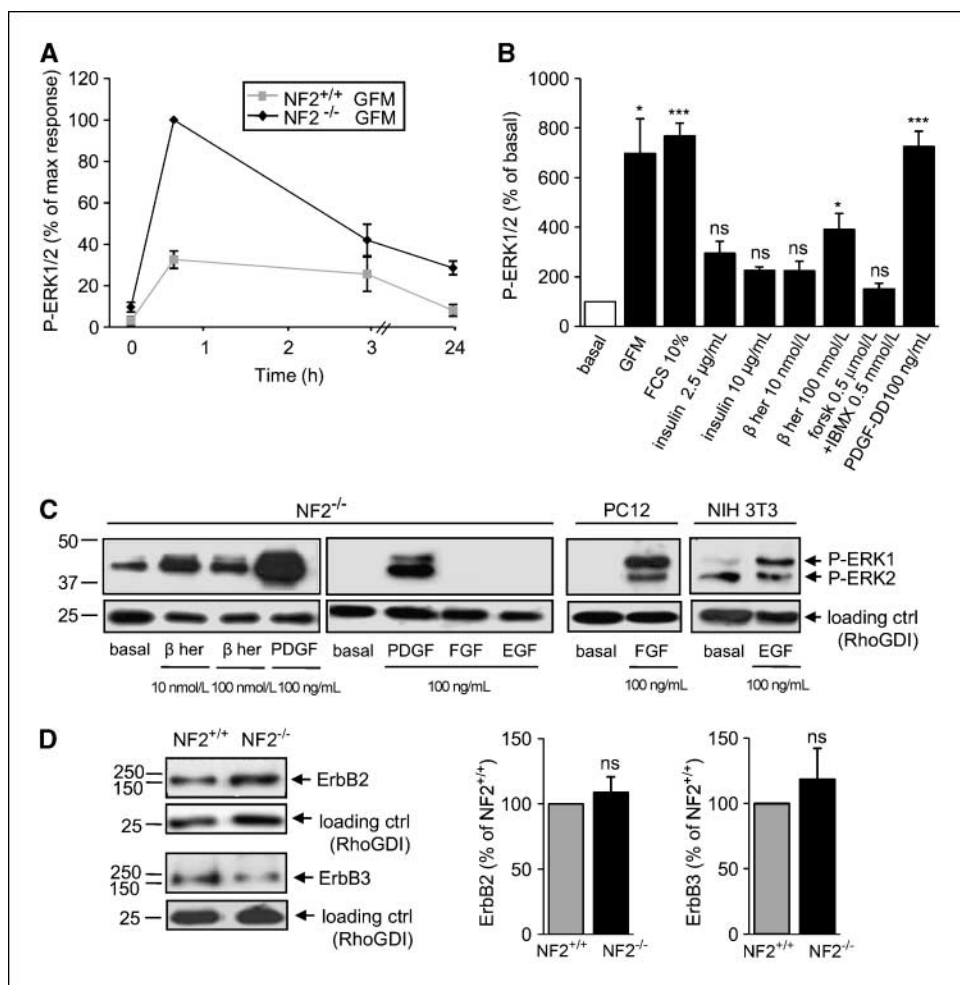 A
P-ERK1/2 (% of max response)
120
100
80
60
40
20
0
NF2+/+ GFM
NF2 -/- GFM
0 1 2 3 24
Time (h)
B
P-ERK1/2 (% of basal)
1000
800
600
400
200
0
* *** ns ns ns * ns ***
basal
GFM
FCS 10%
insulin 2.5 µg/mL
insulin 10 µg/mL
β her 10 nmol/L
β her 100 nmol/L
forsk 0.5 µmol/L
+IBMX 0.5 mmol/L
PDGF-DD100 ng/mL
C
NF2-/- PC12 NIH 3T3
50
37
25
P-ERK1
P-ERK2
loading ctrl
(RhoGDI)
basal β her β her PDGF basal PDGF FGF EGF basal FGF basal EGF
10 nmol/L 100 nmol/L 100 ng/mL 100 ng/mL 100 ng/mL 100 ng/mL
D
NF2+/+ NF2-/-
250
150
ErbB2
25
loading ctrl
(RhoGDI)
250
150
ErbB3
25
loading ctrl
(RhoGDI)
ErbB2 (% of NF2+/+)
150
100
50
0
ns
NF2+/+ NF2-/-
ErbB3 (% of NF2+/+)
150
100
50
0
ns
NF2+/+ NF2-/-